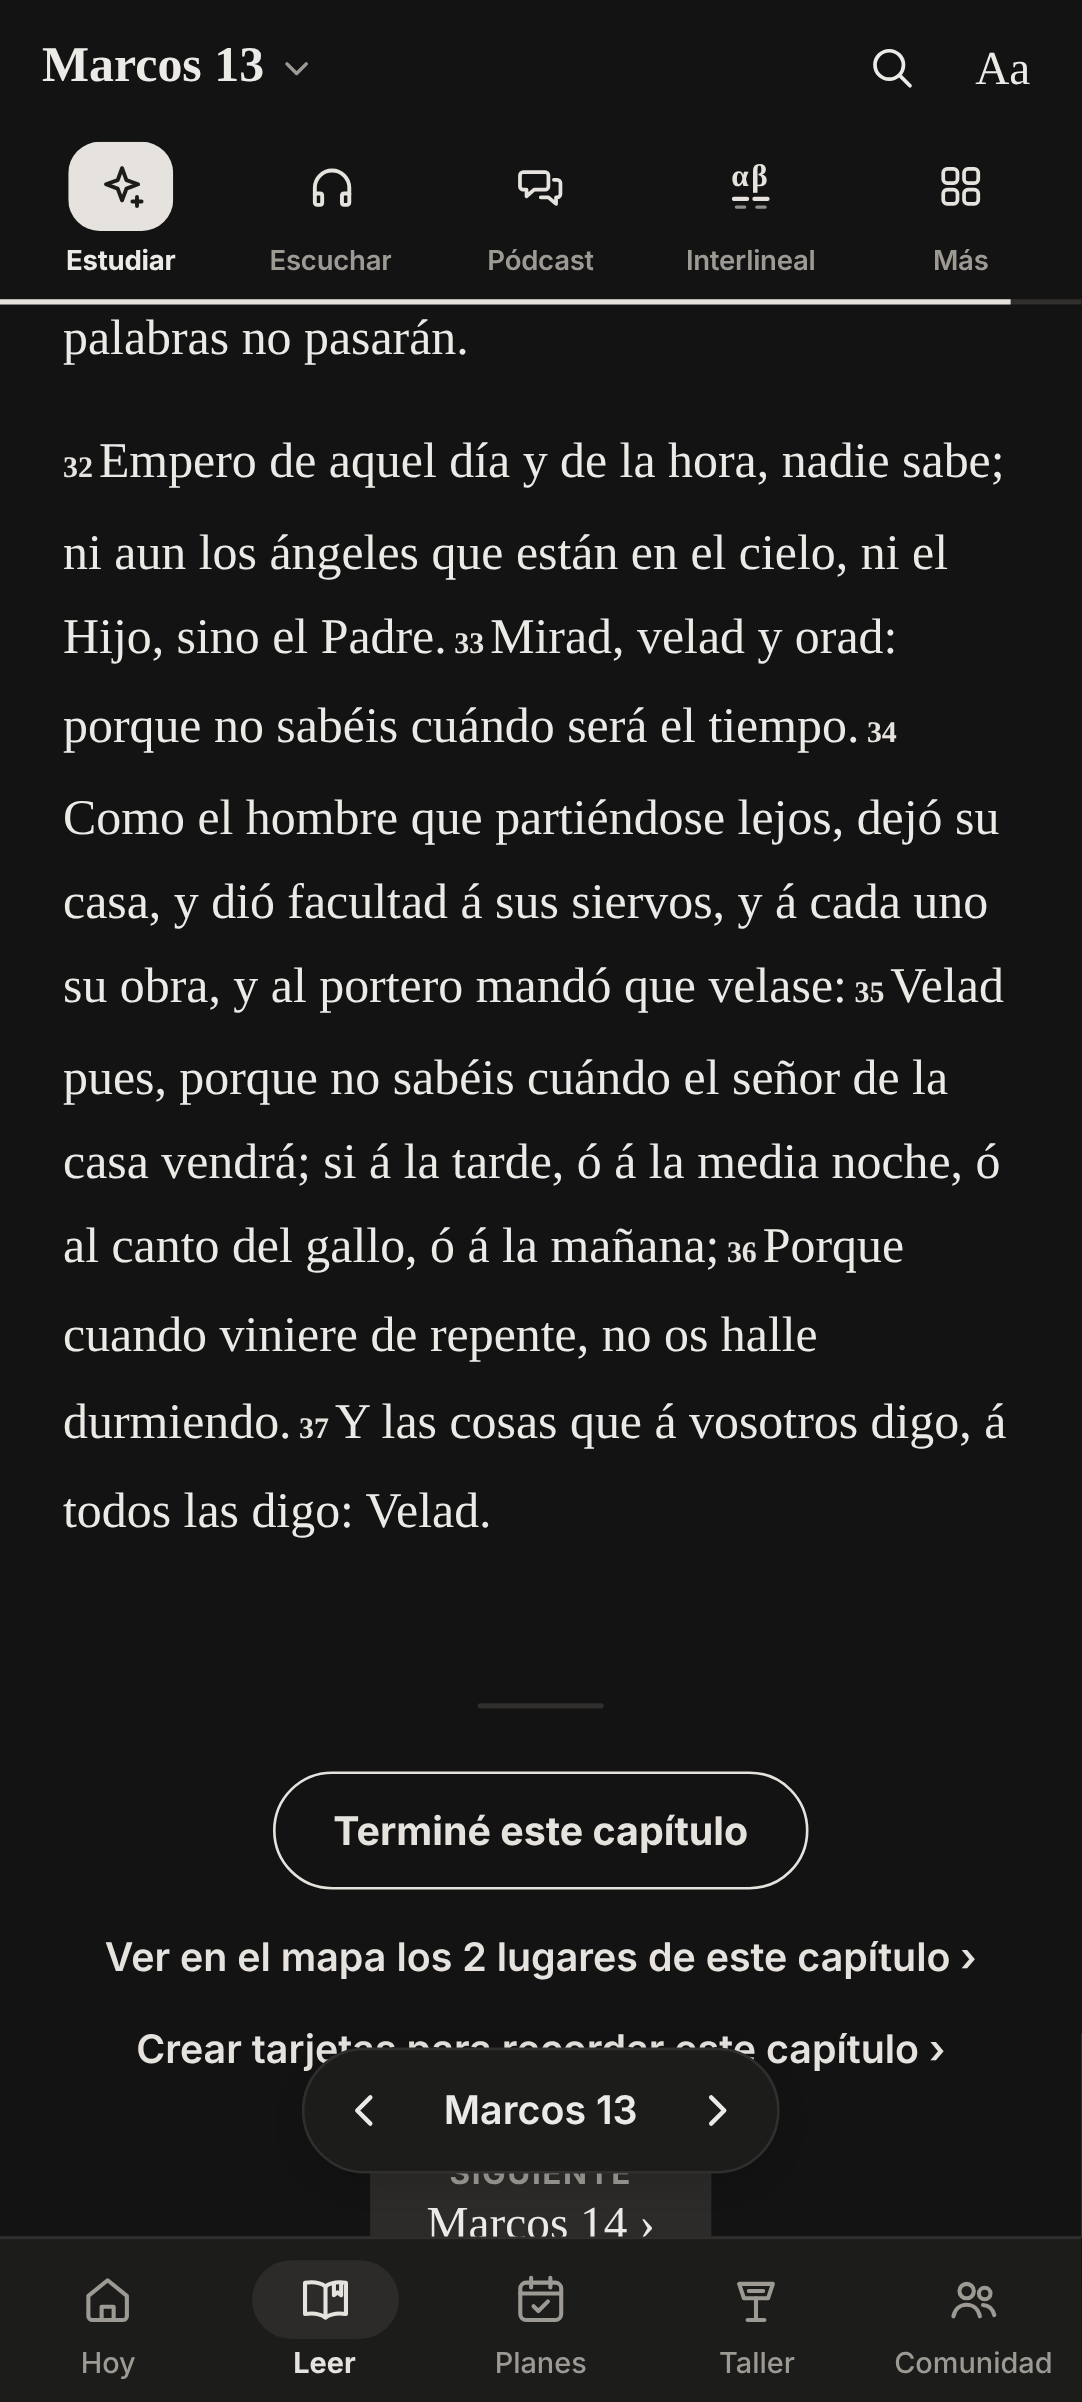 Marcos 13
Aa
αβ
Estudiar Escuchar Pódcast Interlineal Más
palabras no pasarán.
32 Empero de aquel día y de la hora, nadie sabe;
ni aun los ángeles que están en el cielo, ni el
Hijo, sino el Padre. 33 Mirad, velad y orad:
porque no sabéis cuándo será el tiempo. 34
Como el hombre que partiéndose lejos, dejó su
casa, y dió facultad á sus siervos, y á cada uno
su obra, y al portero mandó que velase: 35 Velad
pues, porque no sabéis cuándo el señor de la
casa vendrá; si á la tarde, ó á la media noche, ó
al canto del gallo, ó á la mañana; 36 Porque
cuando viniere de repente, no os halle
durmiendo. 37 Y las cosas que á vosotros digo, á
todos las digo: Velad.
Terminé este capítulo
Ver en el mapa los 2 lugares de este capítulo ›
Crear tarjetas para recordar este capítulo ›
Marcos 13
SIGUIENTE
Marcos 14 ›
Hoy Leer Planes Taller Comunidad